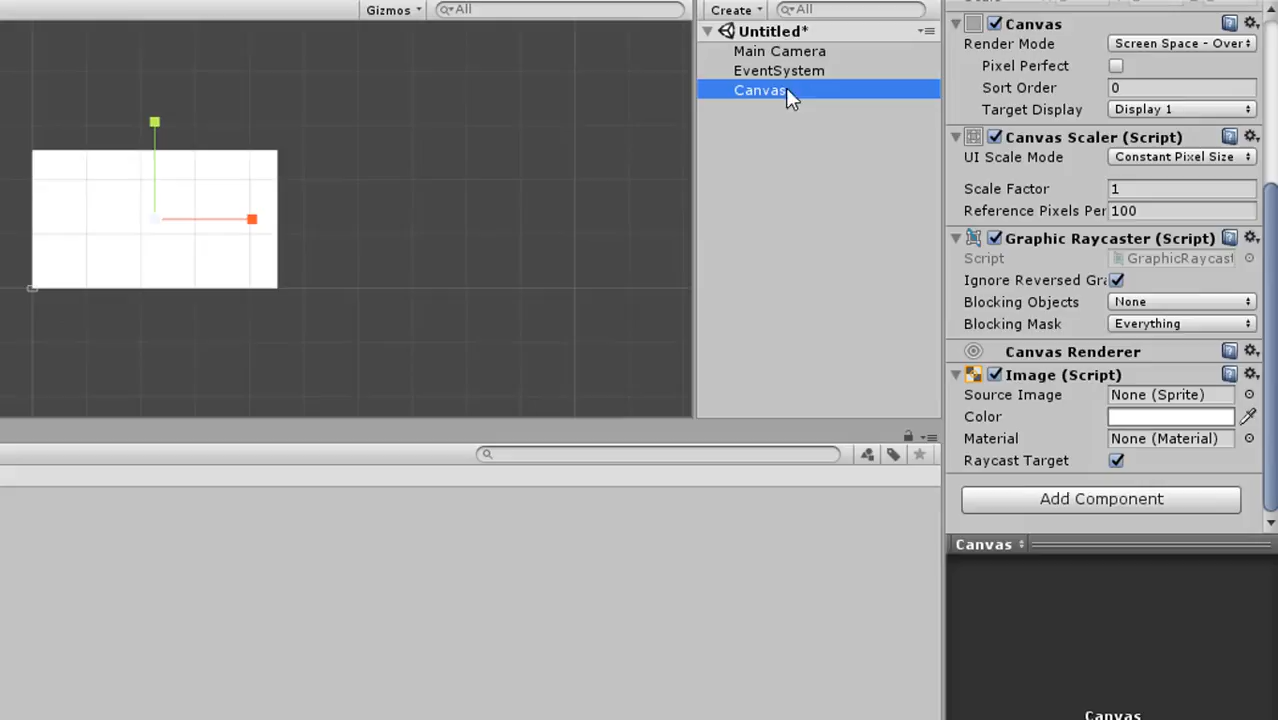 Gizmos
All
Create
All
Untitled*
Main Camera
EventSystem
Canvas
Canvas
Render Mode
Screen Space - Over
Pixel Perfect
Sort Order
0
Target Display
Display 1
Canvas Scaler (Script)
UI Scale Mode
Constant Pixel Size
Scale Factor
1
Reference Pixels Per
100
Graphic Raycaster (Script)
Script
GraphicRaycast
Ignore Reversed Gra
Blocking Objects
None
Blocking Mask
Everything
Canvas Renderer
Image (Script)
Source Image
None (Sprite)
Color
Material
None (Material)
Raycast Target
Add Component
Canvas
Canvas